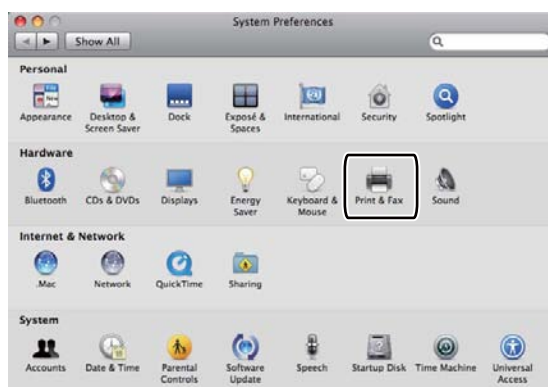 System Preferences
Show All
Personal
Appearance
Desktop &
Screen Saver
Dock
Exposé &
Spaces
International
Security
Spotlight
Hardware
Bluetooth
CDs & DVDs
Displays
Energy
Saver
Keyboard &
Mouse
Print & Fax
Sound
Internet & Network
.Mac
Network
QuickTime
Sharing
System
Accounts
Date & Time
Parental
Controls
Software
Update
Speech
Startup Disk
Time Machine
Universal
Access